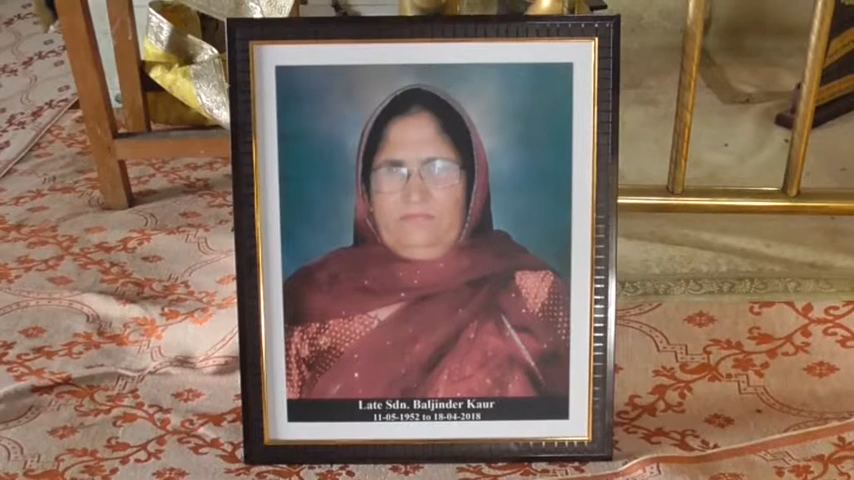 Late Sdn. Baljinder Kaur
11-05-1952 to 18-04-2018